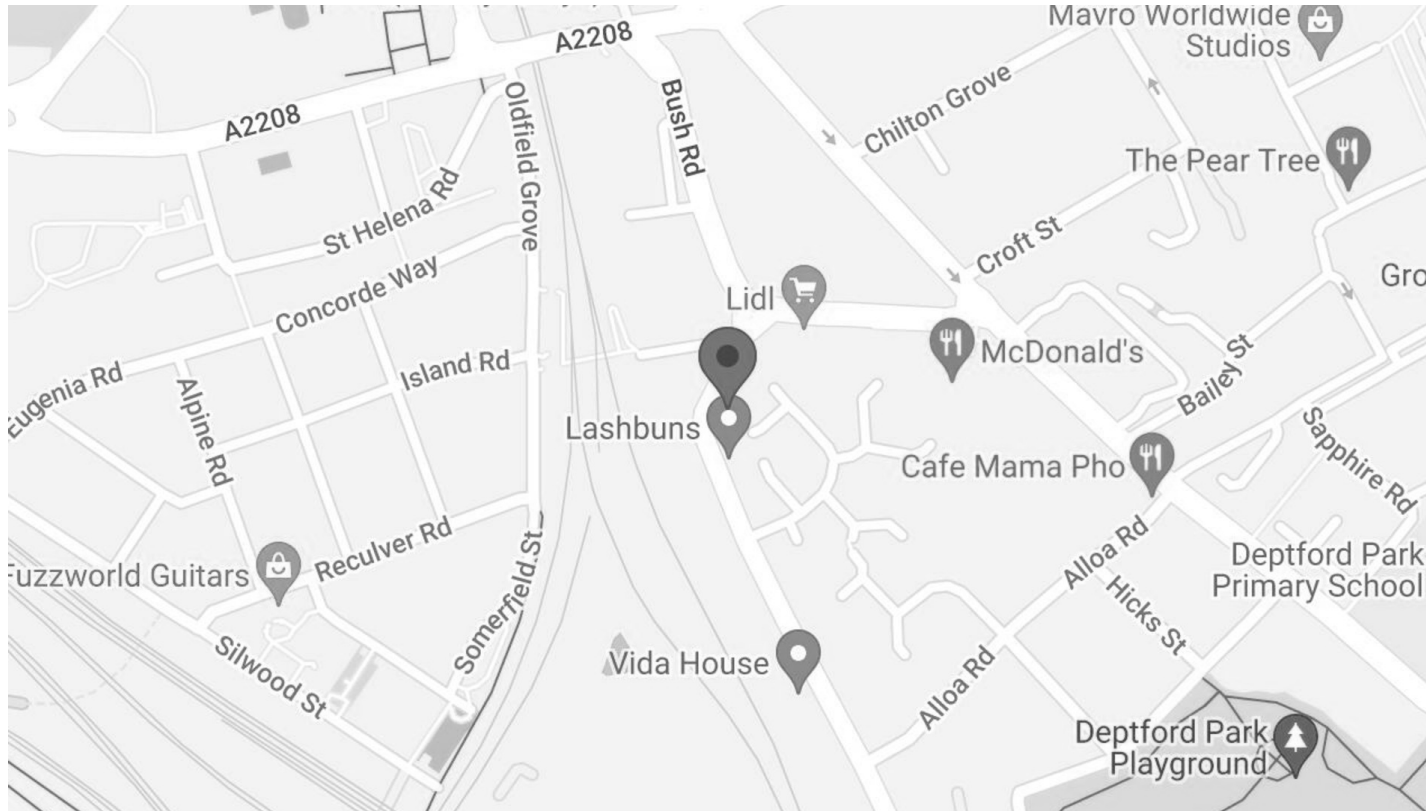 Mavro Worldwide
Studios
A2208
A2208
Oldfield Grove
Bush Rd
Chilton Grove
The Pear Tree
St Helena Rd
Croft St
Concorde Way
Lidl
Gro
McDonald's
Island Rd
Eugenia Rd
Alpine Rd
Bailey St
Lashbuns
Cafe Mama Pho
Sapphire Rd
Reculver Rd
Fuzzworld Guitars
Somerfield St
Alloa Rd
Deptford Park
Primary School
Hicks St
Silwood St
Vida House
Alloa Rd
Deptford Park
Playground